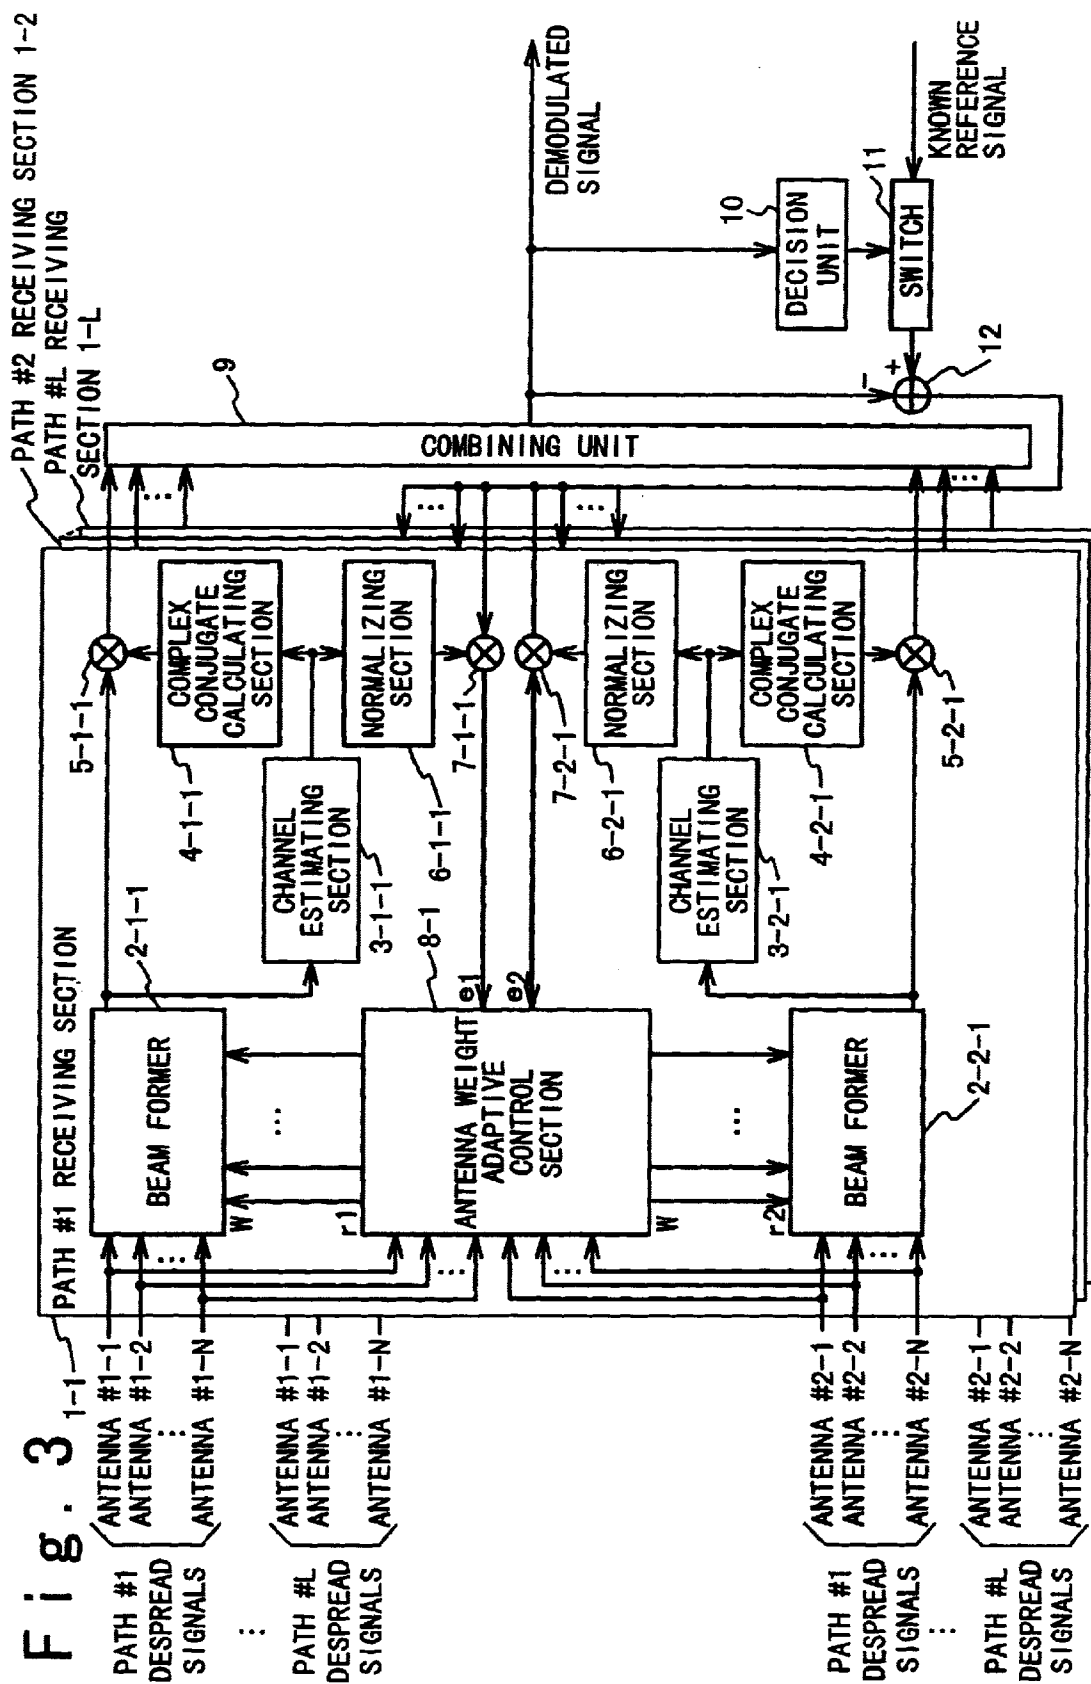 Fig. 3
PATH #1
DESPREAD
SIGNALS
ANTENNA #1-1
ANTENNA #1-2
ANTENNA #1-N
PATH #L
DESPREAD
SIGNALS
ANTENNA #1-1
ANTENNA #1-2
ANTENNA #1-N
PATH #1
DESPREAD
SIGNALS
ANTENNA #2-1
ANTENNA #2-2
ANTENNA #2-N
PATH #L
DESPREAD
SIGNALS
ANTENNA #2-1
ANTENNA #2-2
ANTENNA #2-N
1-1
PATH #1 RECEIVING SECTION
PATH #2 RECEIVING SECTION 1-2
PATH #L RECEIVING
SECTION 1-L
BEAM FORMER
2-1-1
W
r1
ANTENNA WEIGHT
ADAPTIVE
CONTROL
SECTION
8-1
e1
e2
W
r2
BEAM FORMER
2-2-1
CHANNEL
ESTIMATING
SECTION
3-1-1
CHANNEL
ESTIMATING
SECTION
3-2-1
5-1-1
COMPLEX
CONJUGATE
CALCULATING
SECTION
4-1-1
NORMALIZING
SECTION
6-1-1
7-1-1
7-2-1
NORMALIZING
SECTION
6-2-1
COMPLEX
CONJUGATE
CALCULATING
SECTION
4-2-1
5-2-1
COMBINING UNIT
9
DEMODULATED
SIGNAL
DECISION
UNIT
10
SWITCH
11
KNOWN
REFERENCE
SIGNAL
-
+
12